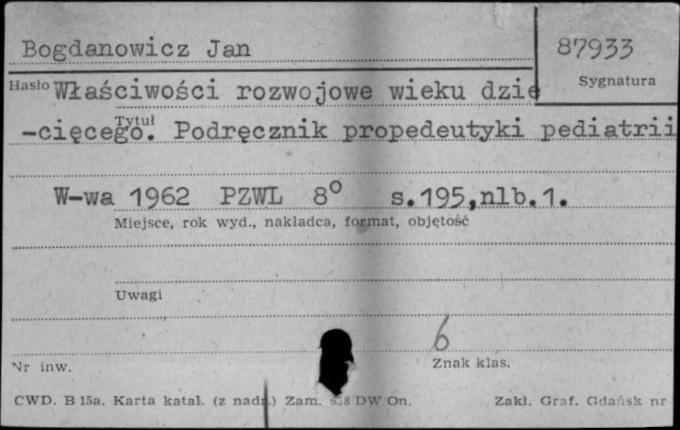 Bogdanowicz Jan
87933
Hasło
Sygnatura
Właściwości rozwojowe wieku dzie
Tytuł
-cięcego. Podręcznik propedeutyki pediatrii
W-wa 1962 PZWL 8° s.195,nlb.1.
Miejsce, rok wyd., nakładca, format, objętość
Uwagi
6
Nr inw.
Znak klas.
CWD. B 15a. Karta katal. (z nadr.) Zam. DW On. Zakł. Graf. Gdańsk nr